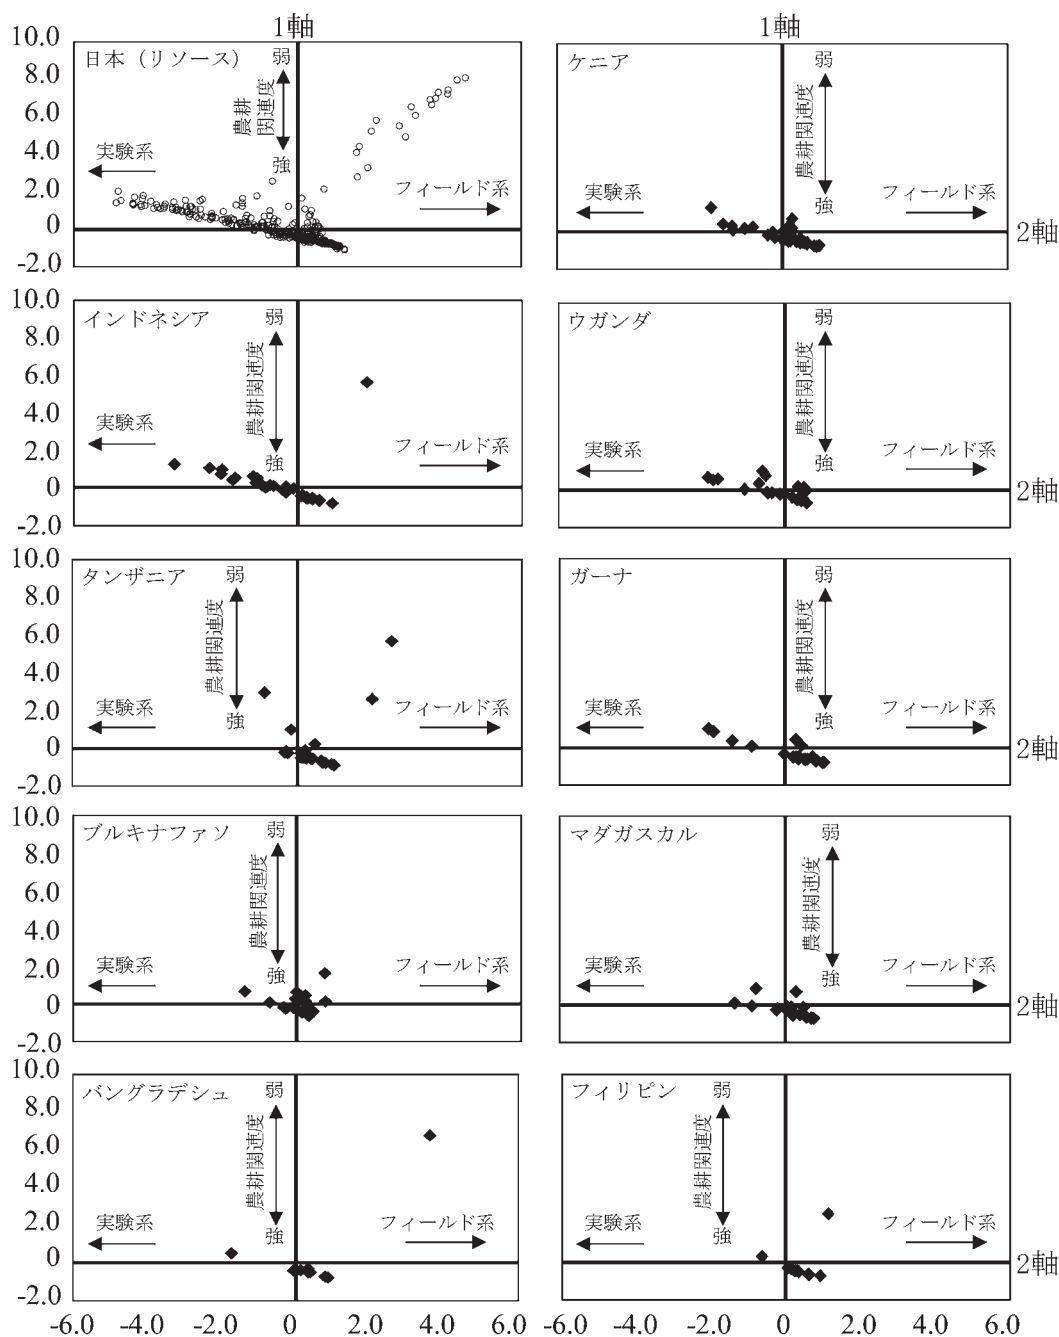 1軸
1軸
10.0
8.0
6.0
4.0
2.0
0
-2.0
日本（リソース）
弱
農耕
関連度
強
実験系
フィールド系
ケニア
弱
農耕関連度
強
実験系
フィールド系
2軸
10.0
8.0
6.0
4.0
2.0
0
-2.0
インドネシア
弱
農耕関連度
強
実験系
フィールド系
ウガンダ
弱
農耕関連度
強
実験系
フィールド系
2軸
10.0
8.0
6.0
4.0
2.0
0
-2.0
タンザニア
弱
農耕関連度
強
実験系
フィールド系
ガーナ
弱
農耕関連度
強
実験系
フィールド系
2軸
10.0
8.0
6.0
4.0
2.0
0
-2.0
ブルキナファソ
弱
農耕関連度
強
実験系
フィールド系
マダガスカル
弱
農耕関連度
強
実験系
フィールド系
2軸
10.0
8.0
6.0
4.0
2.0
0
-2.0
バングラデシュ
弱
農耕関連度
強
実験系
フィールド系
フィリピン
弱
農耕関連度
強
実験系
フィールド系
2軸
-6.0 -4.0 -2.0 0 2.0 4.0 6.0
-6.0 -4.0 -2.0 0 2.0 4.0 6.0